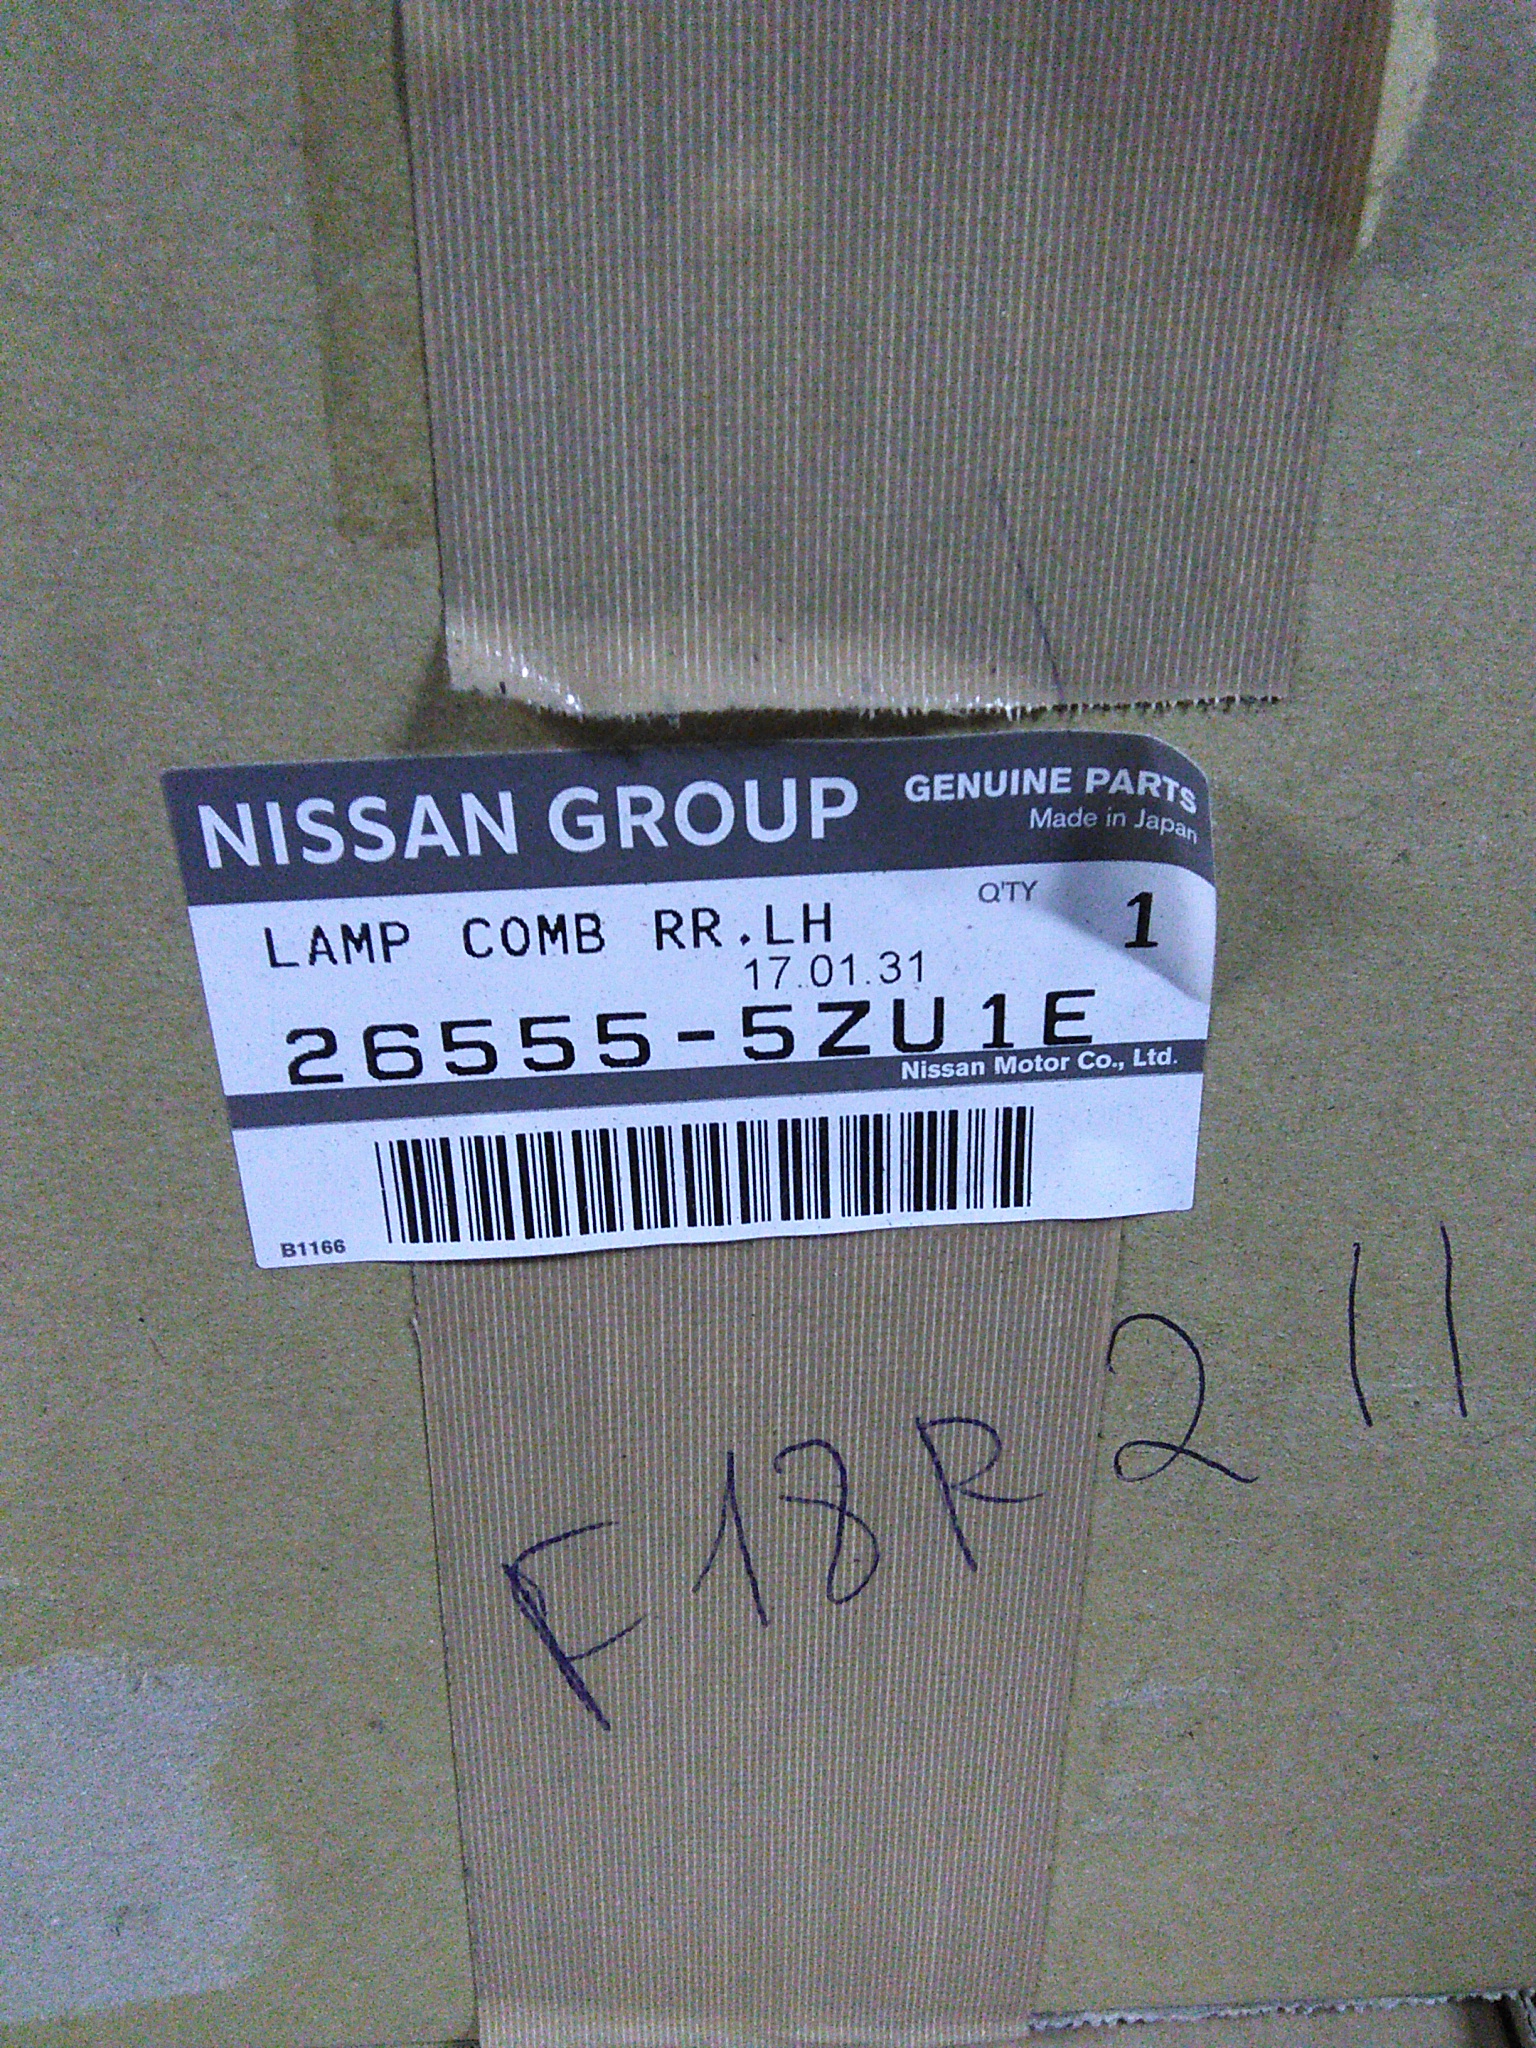 NISSAN GROUP
GENUINE PARTS
Made in Japan
LAMP COMB RR.LH
Q'TY 1
17.01.31
26555-5ZU1E
Nissan Motor Co., Ltd.
B1166
F18R2 11